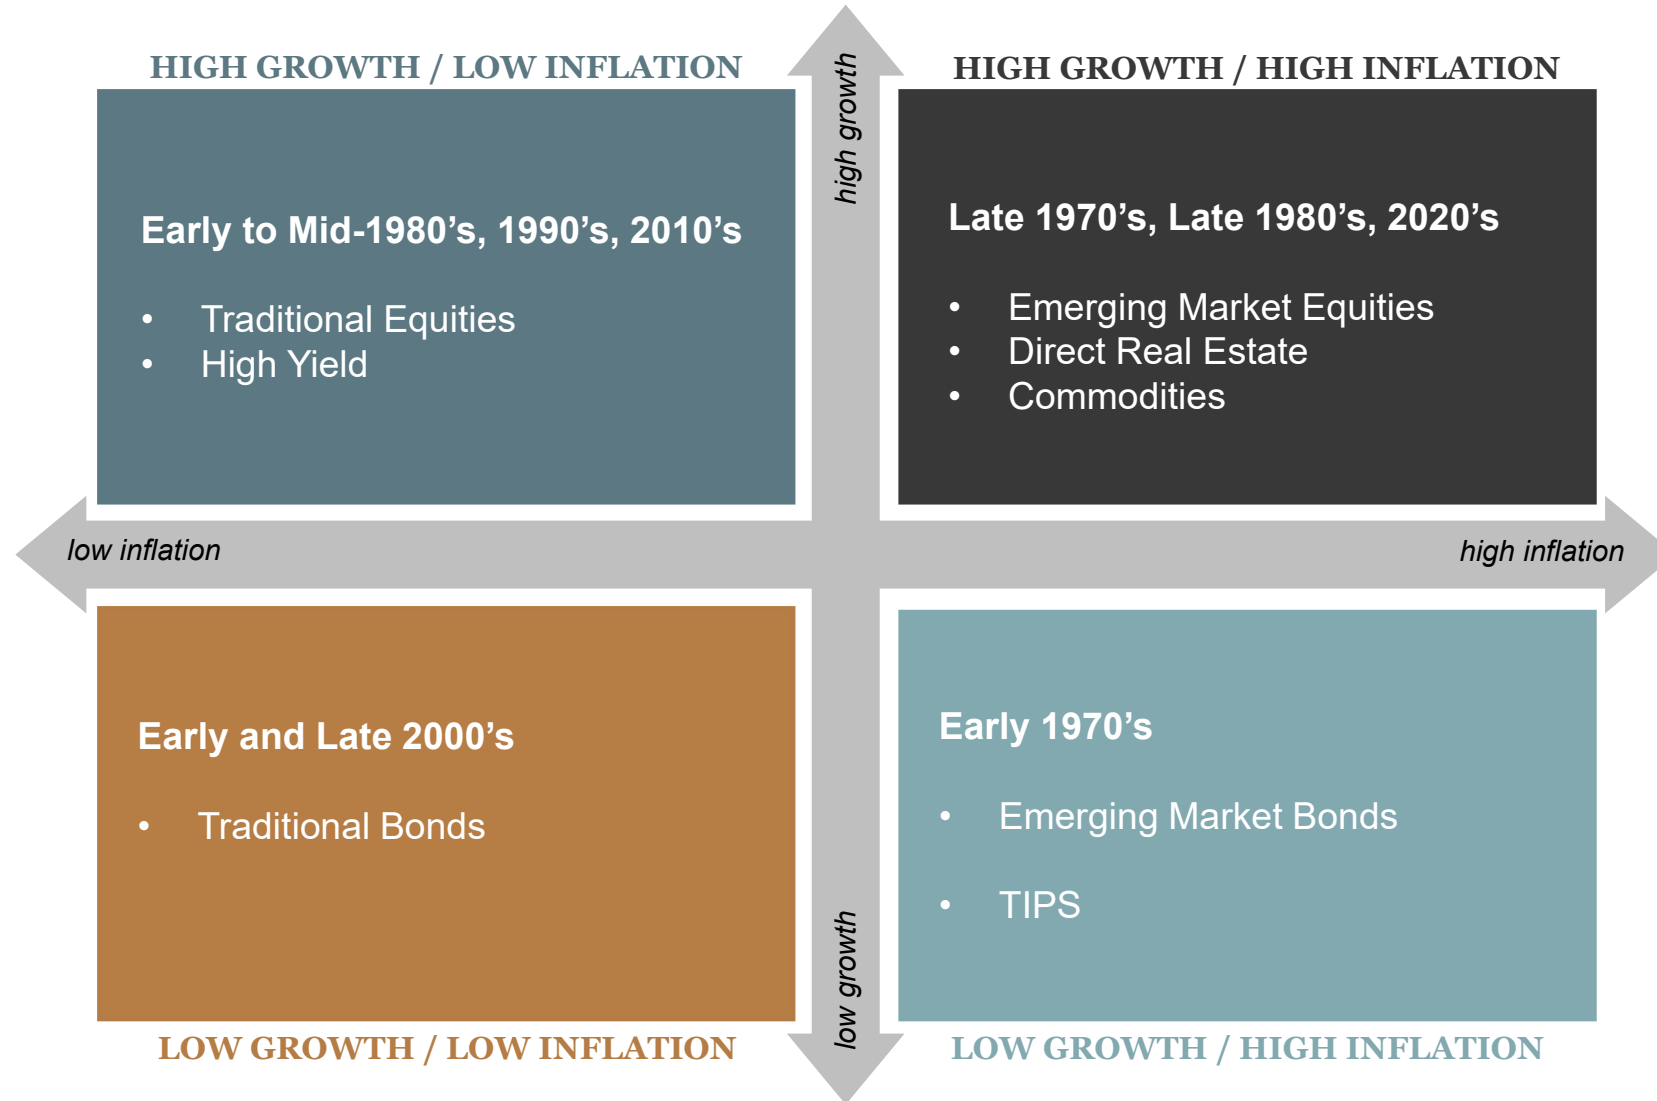 HIGH GROWTH / LOW INFLATION
Early to Mid-1980’s, 1990’s, 2010’s
• Traditional Equities
• High Yield
high growth
HIGH GROWTH / HIGH INFLATION
Late 1970’s, Late 1980’s, 2020’s
• Emerging Market Equities
• Direct Real Estate
• Commodities
low inflation
high inflation
Early and Late 2000’s
• Traditional Bonds
LOW GROWTH / LOW INFLATION
low growth
Early 1970’s
• Emerging Market Bonds
• TIPS
LOW GROWTH / HIGH INFLATION